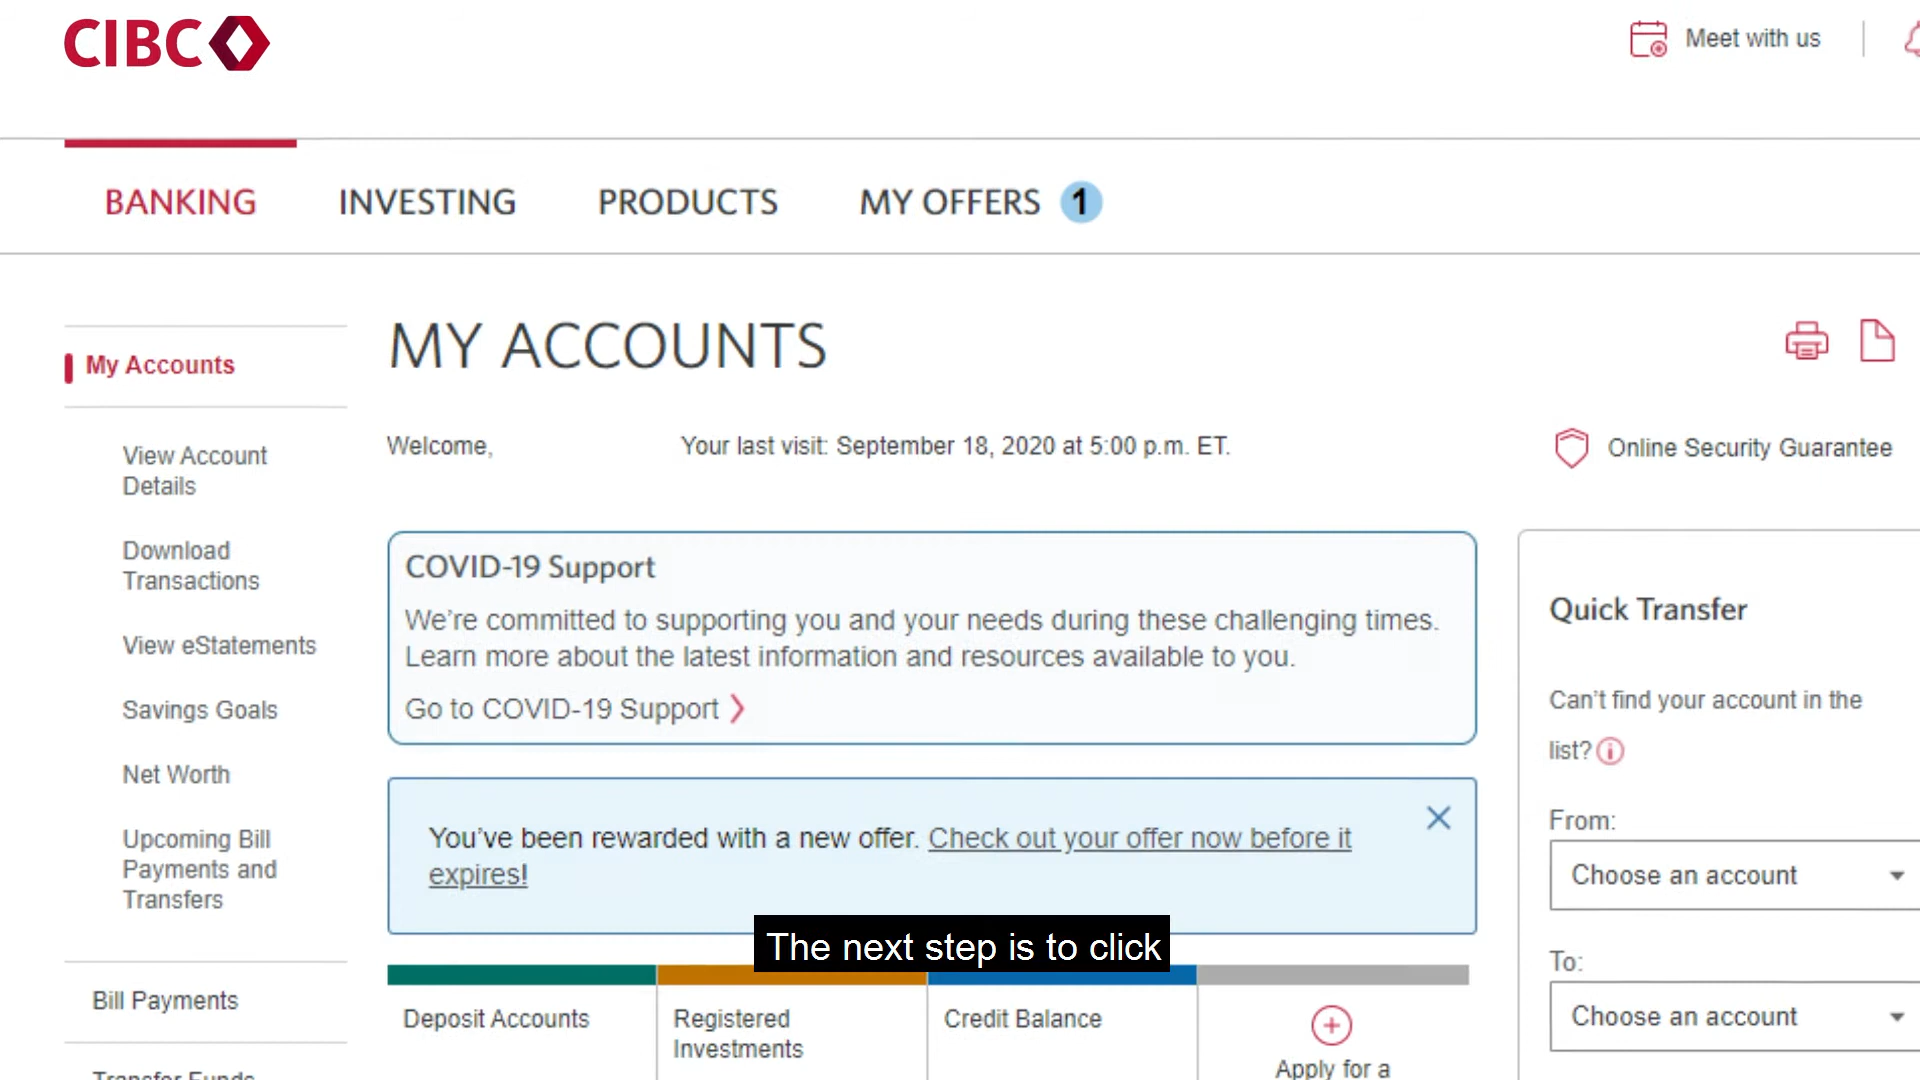 CIBC
Meet with us
BANKING INVESTING PRODUCTS MY OFFERS 1
MY ACCOUNTS
My Accounts
View Account
Details
Download
Transactions
View eStatements
Savings Goals
Net Worth
Upcoming Bill
Payments and
Transfers
Bill Payments
Transfer Funds
Welcome,
Your last visit: September 18, 2020 at 5:00 p.m. ET.
Online Security Guarantee
COVID-19 Support
We’re committed to supporting you and your needs during these challenging times.
Learn more about the latest information and resources available to you.
Go to COVID-19 Support
You’ve been rewarded with a new offer. Check out your offer now before it
expires!
The next step is to click
Deposit Accounts
Registered
Investments
Credit Balance
Apply for a
Quick Transfer
Can’t find your account in the
list?
From:
Choose an account
To:
Choose an account